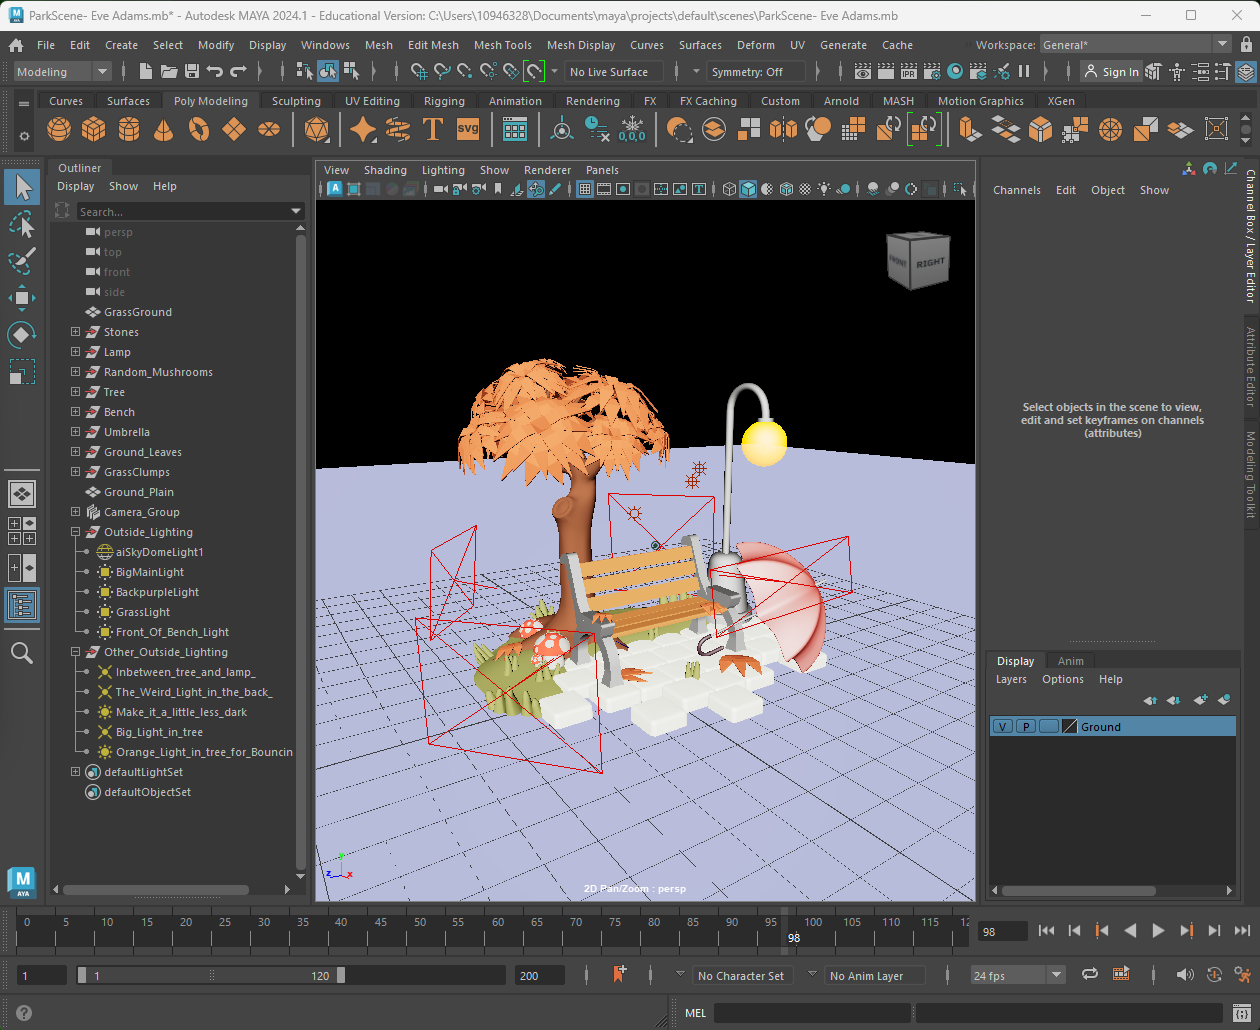 ParkScene- Eve Adams.mb* - Autodesk MAYA 2024.1 - Educational Version: C:\Users\10946328\Documents\maya\projects\default\scenes\ParkScene- Eve Adams.mb
File Edit Create Select Modify Display Windows Mesh Edit Mesh Mesh Tools Mesh Display Curves Surfaces Deform UV Generate Cache Workspace: General*
Modeling No Live Surface Symmetry: Off IPR Sign In
Curves Surfaces Poly Modeling Sculpting UV Editing Rigging Animation Rendering FX FX Caching Custom Arnold MASH Motion Graphics XGen
T SVG 0,0,0
Outliner
Display Show Help
Search...
persp
top
front
side
GrassGround
Stones
Lamp
Random_Mushrooms
Tree
Bench
Umbrella
Ground_Leaves
GrassClumps
Ground_Plain
Camera_Group
Outside_Lighting
aiSkyDomeLight1
BigMainLight
BackpurpleLight
GrassLight
Front_Of_Bench_Light
Other_Outside_Lighting
Inbetween_tree_and_lamp_
The_Weird_Light_in_the_back_
Make_it_a_little_less_dark
Big_Light_in_tree
Orange_Light_in_tree_for_Bouncin
defaultLightSet
defaultObjectSet
View Shading Lighting Show Renderer Panels
FRONT RIGHT
2D Pan/Zoom : persp
y
z x
Channels Edit Object Show
Select objects in the scene to view,
edit and set keyframes on channels
(attributes)
Channel Box / Layer Editor
Attribute Editor
Modeling Toolkit
Display Anim
Layers Options Help
V P Ground
M
AYA
0 5 10 15 20 25 30 35 40 45 50 55 60 65 70 75 80 85 90 95 100 105 110 115 12
98
98
1 1 120 200 No Character Set No Anim Layer 24 fps
MEL